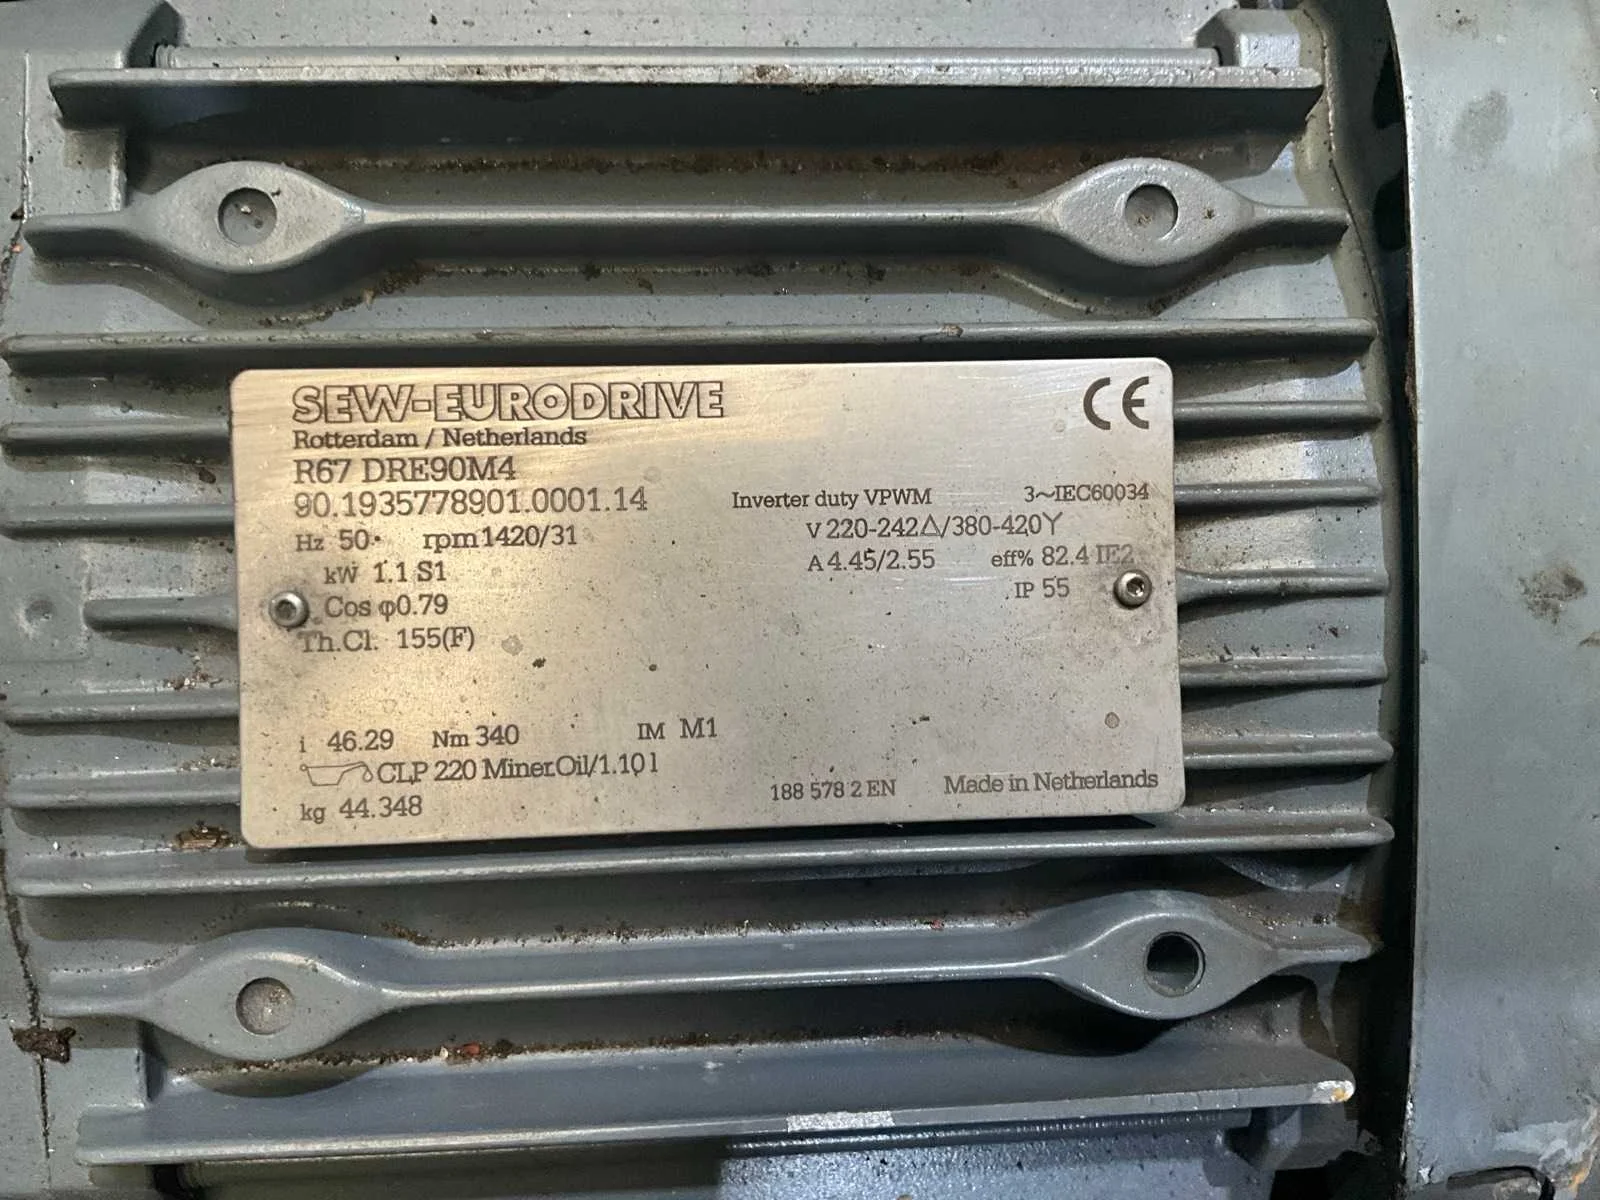 SEW-EURODRIVE CE
Rotterdam / Netherlands
R67 DRE90M4
90.1935778901.0001.14 Inverter duty VPWM 3~IEC60034
Hz 50 rpm 1420/31 V 220-242△/380-420Y
kW 1.1 S1 A 4.45/2.55 eff% 82.4 IE2
Cos φ0.79 IP 55
Th.Cl. 155(F)
i 46.29 Nm 340 IM M1
CLP 220 Miner.Oil/1.10 l
kg 44.348 188 578 2 EN Made in Netherlands